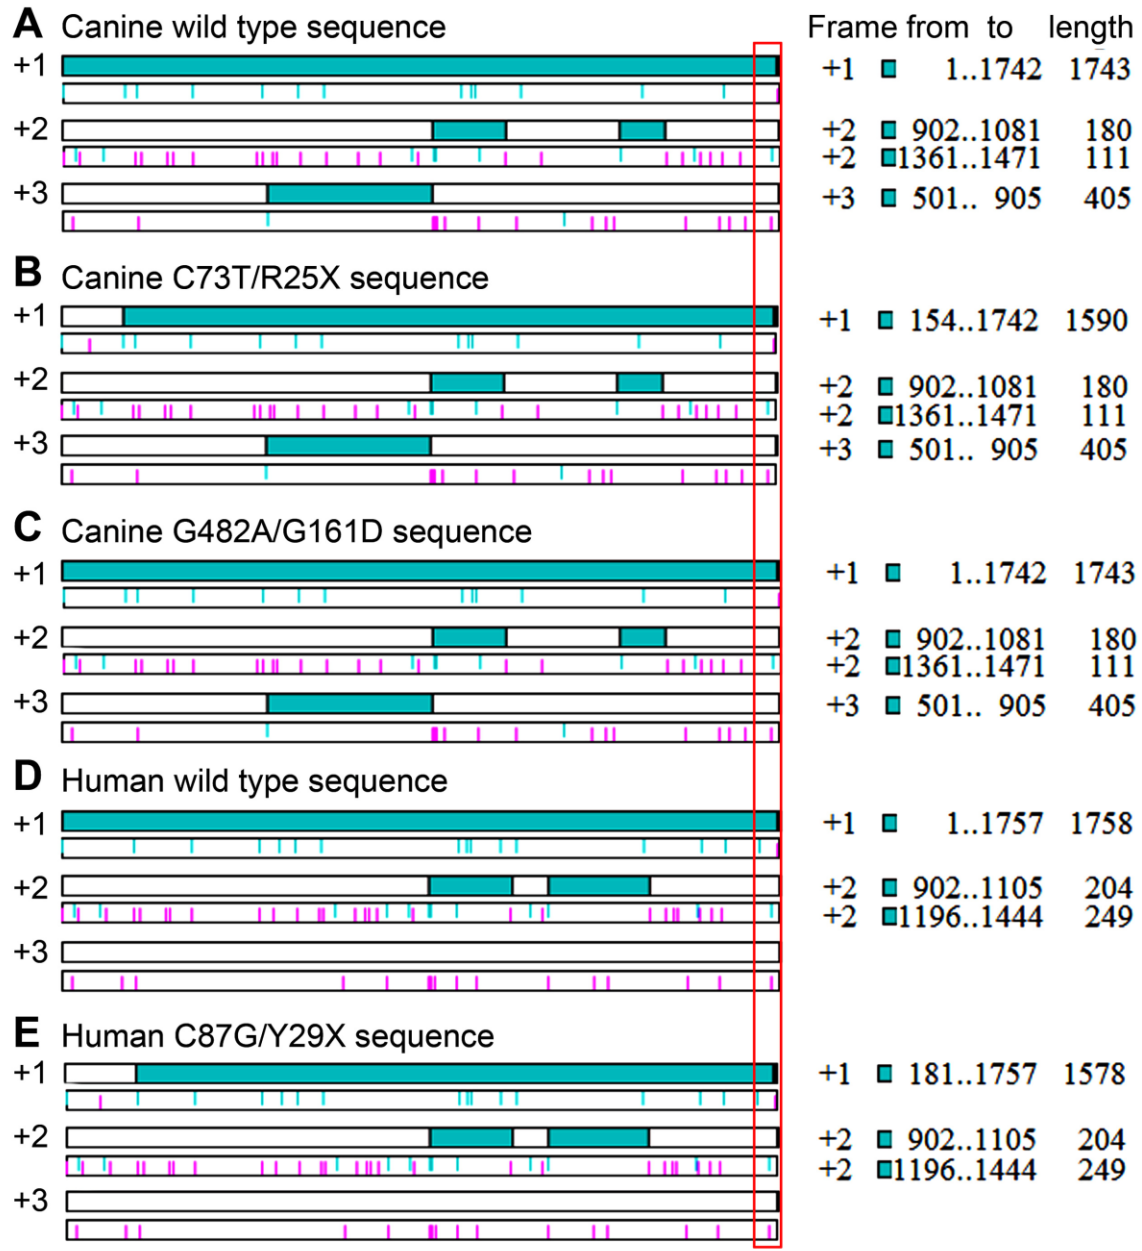 A Canine wild type sequence Frame from to length
+1 +1 1..1742 1743
+2 +2 902..1081 180
+2 1361..1471 111
+3 +3 501.. 905 405
B Canine C73T/R25X sequence
+1 +1 154..1742 1590
+2 +2 902..1081 180
+2 1361..1471 111
+3 +3 501.. 905 405
C Canine G482A/G161D sequence
+1 +1 1..1742 1743
+2 +2 902..1081 180
+2 1361..1471 111
+3 +3 501.. 905 405
D Human wild type sequence
+1 +1 1..1757 1758
+2 +2 902..1105 204
+2 1196..1444 249
+3
E Human C87G/Y29X sequence
+1 +1 181..1757 1578
+2 +2 902..1105 204
+2 1196..1444 249
+3